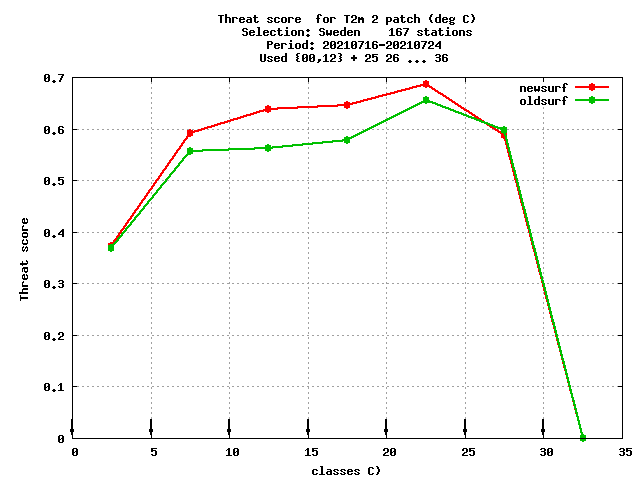 Threat score  for T2m 2 patch (deg C)
Selection: Sweden    167 stations
Period: 20210716-20210724
Used {00,12} + 25 26 ... 36
newsurf
oldsurf
0.7
0.6
0.5
0.4
0.3
0.2
0.1
0
Threat score
0 5 10 15 20 25 30 35
classes C)